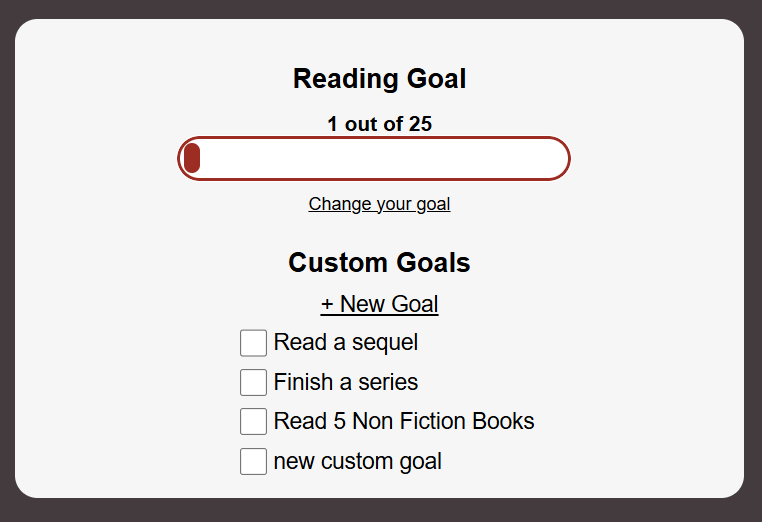 Reading Goal
1 out of 25
Change your goal
Custom Goals
+ New Goal
Read a sequel
Finish a series
Read 5 Non Fiction Books
new custom goal